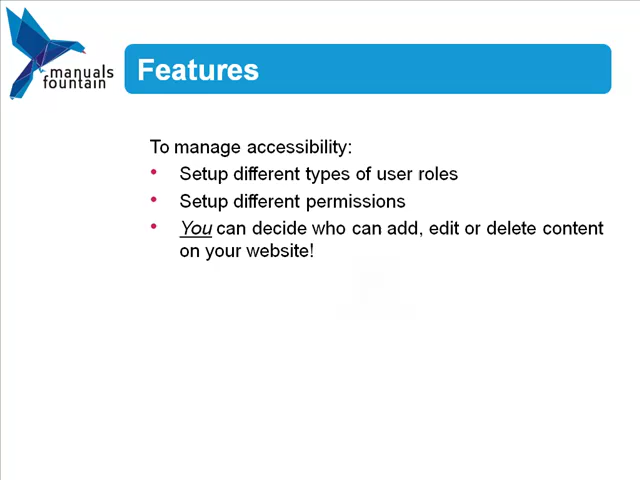 manuals
fountain
Features
To manage accessibility:
• Setup different types of user roles
• Setup different permissions
• You can decide who can add, edit or delete content
on your website!